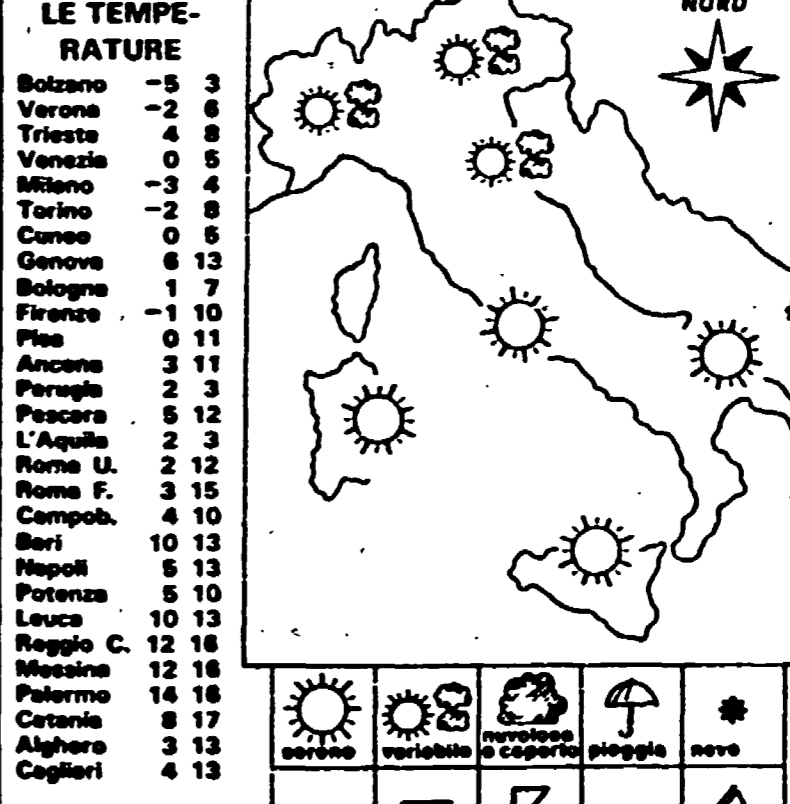 LE TEMPE-
RATURE
Bolzano -5 3
Verona -2 6
Trieste 4 8
Venezia 0 5
Milano -3 4
Torino -2 8
Cuneo 0 5
Genova 6 13
Bologna 1 7
Firenze -1 10
Pisa 0 11
Ancona 3 11
Perugia 2 3
Pescara 5 12
L'Aquila 2 3
Roma U. 2 12
Roma F. 3 15
Campob. 4 10
Bari 10 13
Napoli 5 13
Potenza 5 10
Leuca 10 13
Reggio C. 12 16
Messina 12 16
Palermo 14 16
Catania 8 17
Alghero 3 13
Cagliari 4 13
NORD
sereno
variabile
nuvoloso
o coperto
pioggia
neve